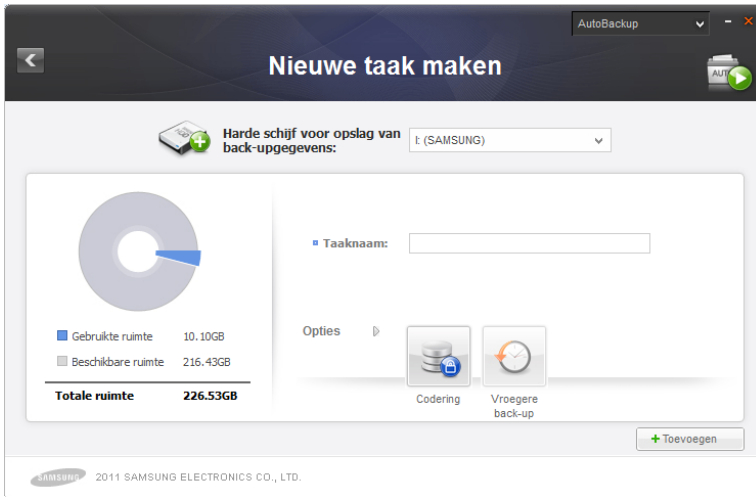 AutoBackup
Nieuwe taak maken
AUTO
Harde schijf voor opslag van
back-upgegevens:
I: (SAMSUNG)
Taaknaam:
Gebruikte ruimte 10.10GB
Beschikbare ruimte 216.43GB
Totale ruimte 226.53GB
Opties
Codering
Vroegere
back-up
+ Toevoegen
SAMSUNG 2011 SAMSUNG ELECTRONICS CO., LTD.